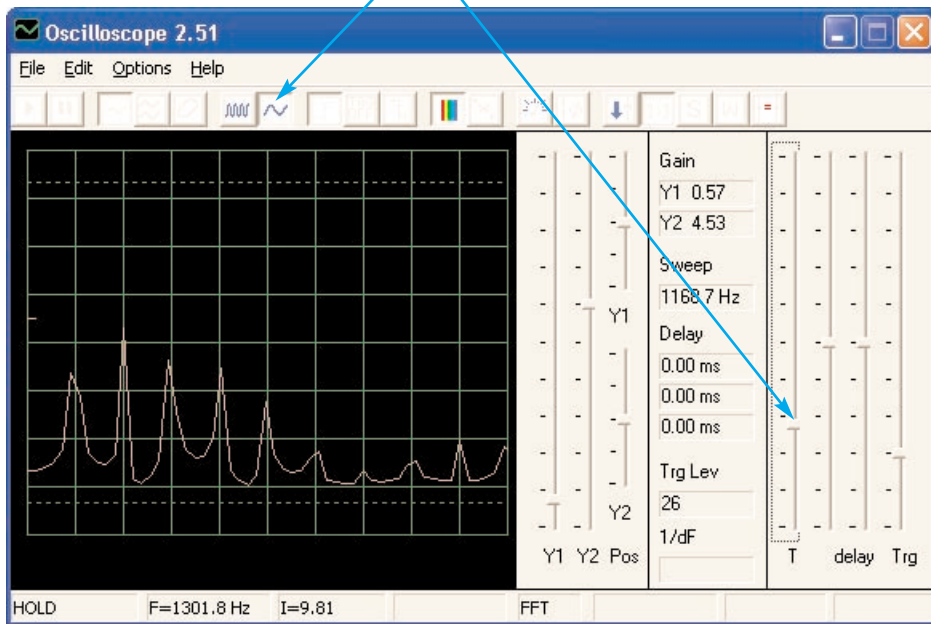 Oscilloscope 2.51
File Edit Options Help
Gain
Y1 0.57
Y2 4.53
Sweep
1168.7 Hz
Delay
0.00 ms
0.00 ms
0.00 ms
Trg Lev
26
1/dF
Y1
Y2
Y1 Y2 Pos
T delay Trg
HOLD F=1301.8 Hz I=9.81 FFT